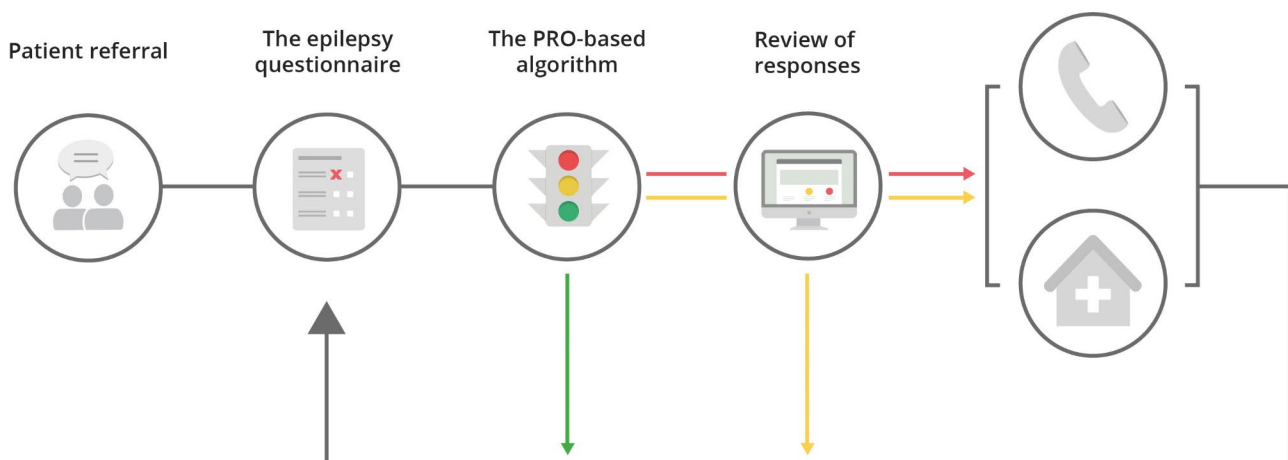 Patient referral
The epilepsy
questionnaire
The PRO-based
algorithm
Review of
responses